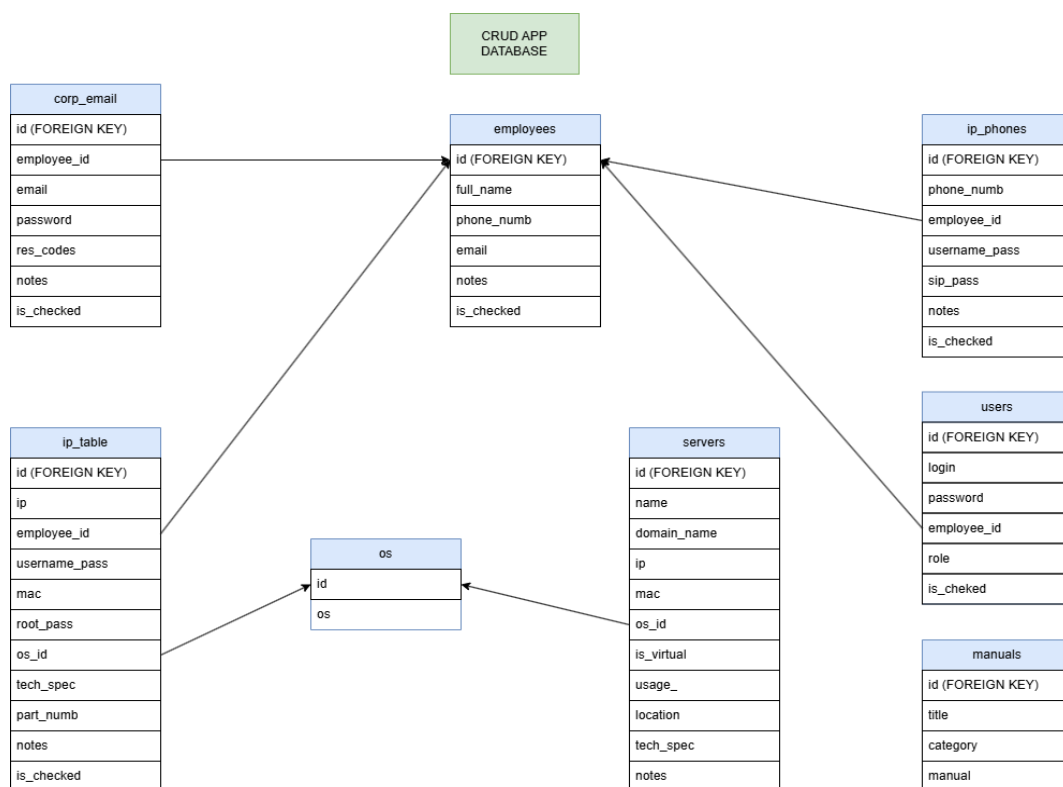 CRUD APP
DATABASE
corp_email
id (FOREIGN KEY)
employee_id
email
password
res_codes
notes
is_checked
employees
id (FOREIGN KEY)
full_name
phone_numb
email
notes
is_checked
ip_phones
id (FOREIGN KEY)
phone_numb
employee_id
username_pass
sip_pass
notes
is_checked
ip_table
id (FOREIGN KEY)
ip
employee_id
username_pass
mac
root_pass
os_id
tech_spec
part_numb
notes
is_checked
os
id
os
servers
id (FOREIGN KEY)
name
domain_name
ip
mac
os_id
is_virtual
usage_
location
tech_spec
notes
users
id (FOREIGN KEY)
login
password
employee_id
role
is_cheked
manuals
id (FOREIGN KEY)
title
category
manual